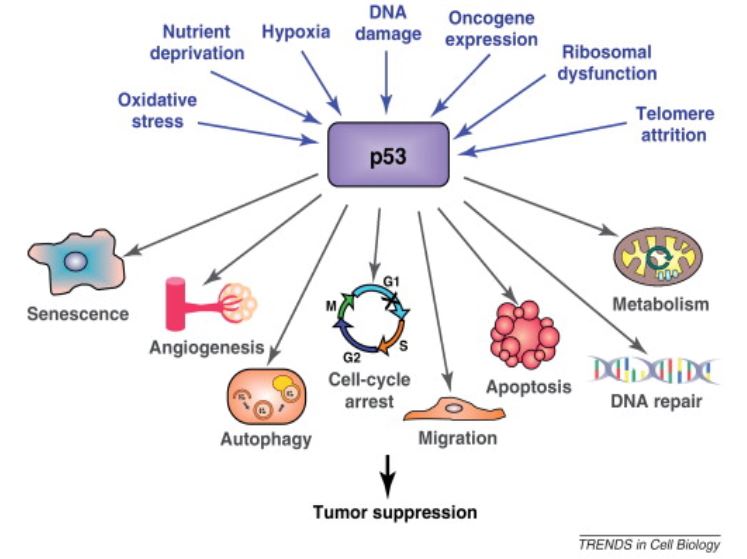 Nutrient
deprivation
Hypoxia
DNA
damage
Oncogene
expression
Ribosomal
dysfunction
Oxidative
stress
Telomere
attrition
p53
Senescence
Angiogenesis
Autophagy
G1
M
S
G2
Cell-cycle
arrest
Migration
Apoptosis
Metabolism
DNA repair
Tumor suppression
TRENDS in Cell Biology